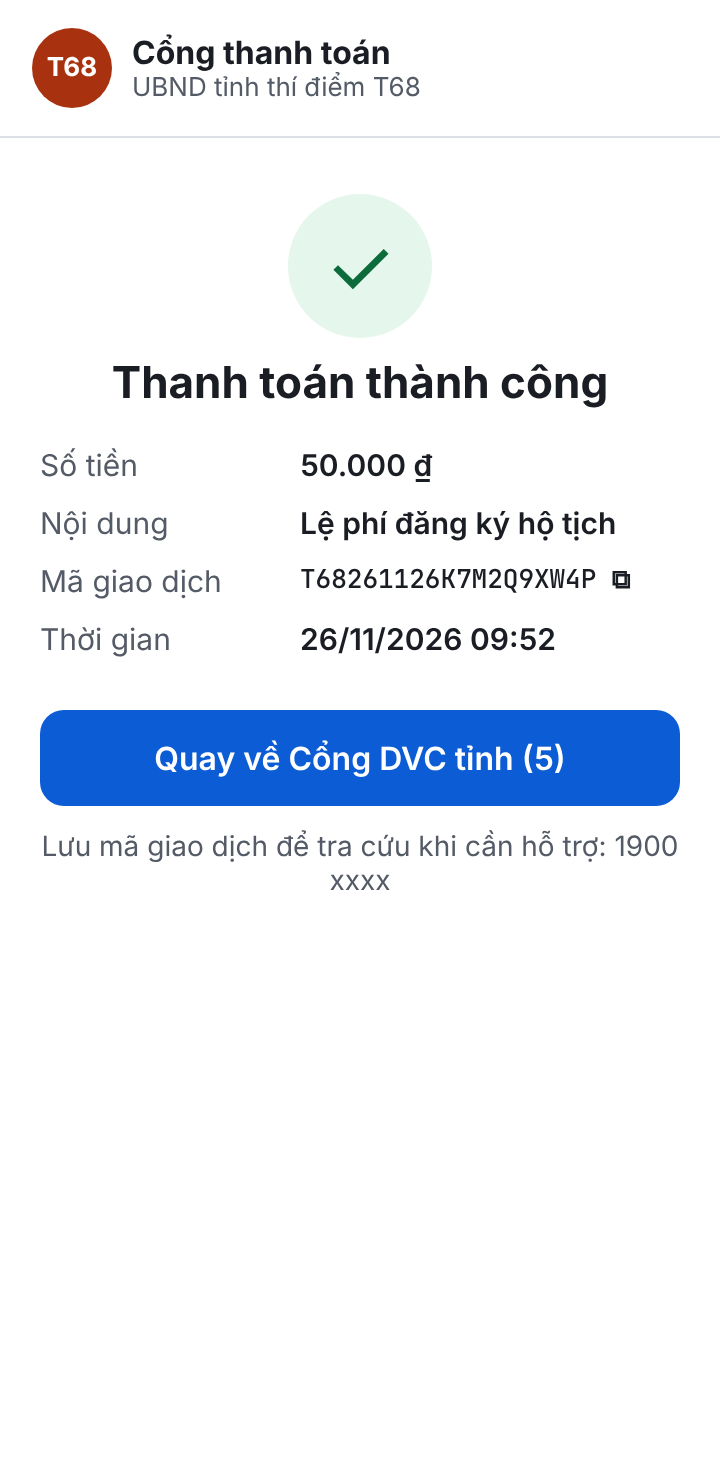 T68
Cổng thanh toán
UBND tỉnh thí điểm T68
Thanh toán thành công
Số tiền 50.000 ₫
Nội dung Lệ phí đăng ký hộ tịch
Mã giao dịch T68261126K7M2Q9XW4P
Thời gian 26/11/2026 09:52
Quay về Cổng DVC tỉnh (5)
Lưu mã giao dịch để tra cứu khi cần hỗ trợ: 1900
xxxx